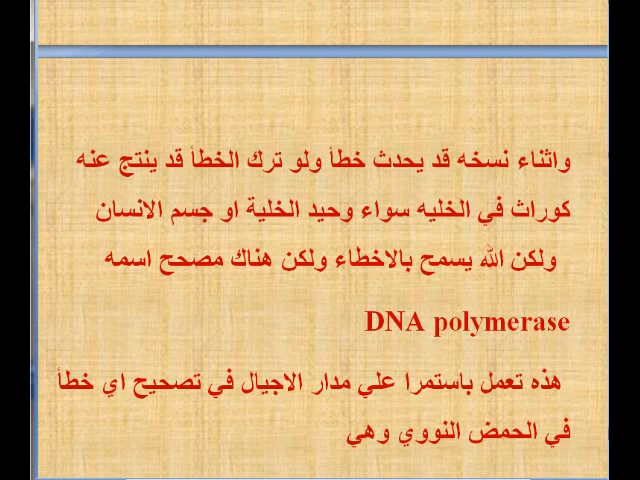 واثناء نسخه قد يحدث خطأ ولو ترك الخطأ قد ينتج عنه
كوراث في الخليه سواء وحيد الخلية او جسم الانسان
ولكن الله يسمح بالاخطاء ولكن هناك مصحح اسمه
DNA polymerase
هذه تعمل باستمرا علي مدار الاجيال في تصحيح اي خطأ
في الحمض النووي وهي